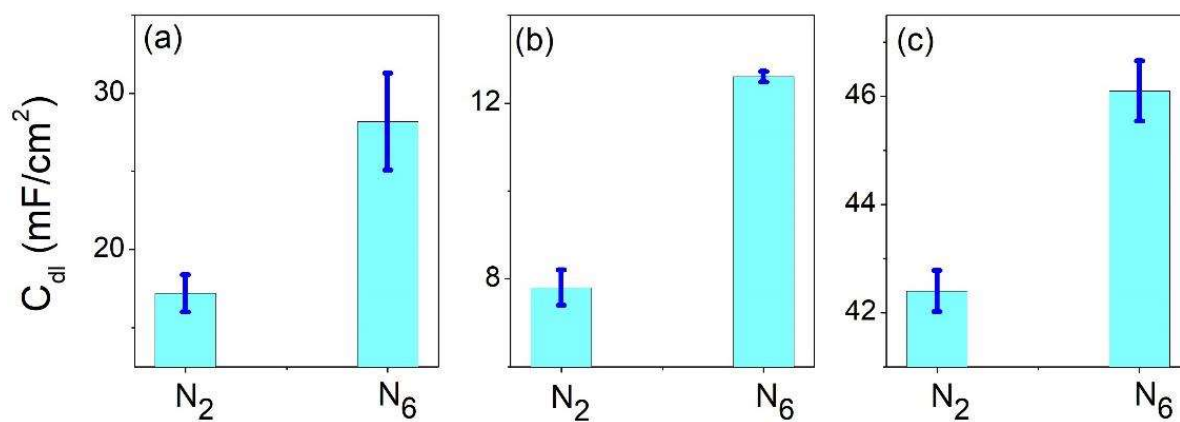 C_dl (mF/cm²)
(a)
30
20
N₂ N₆
(b)
12
8
N₂ N₆
(c)
46
44
42
N₂ N₆